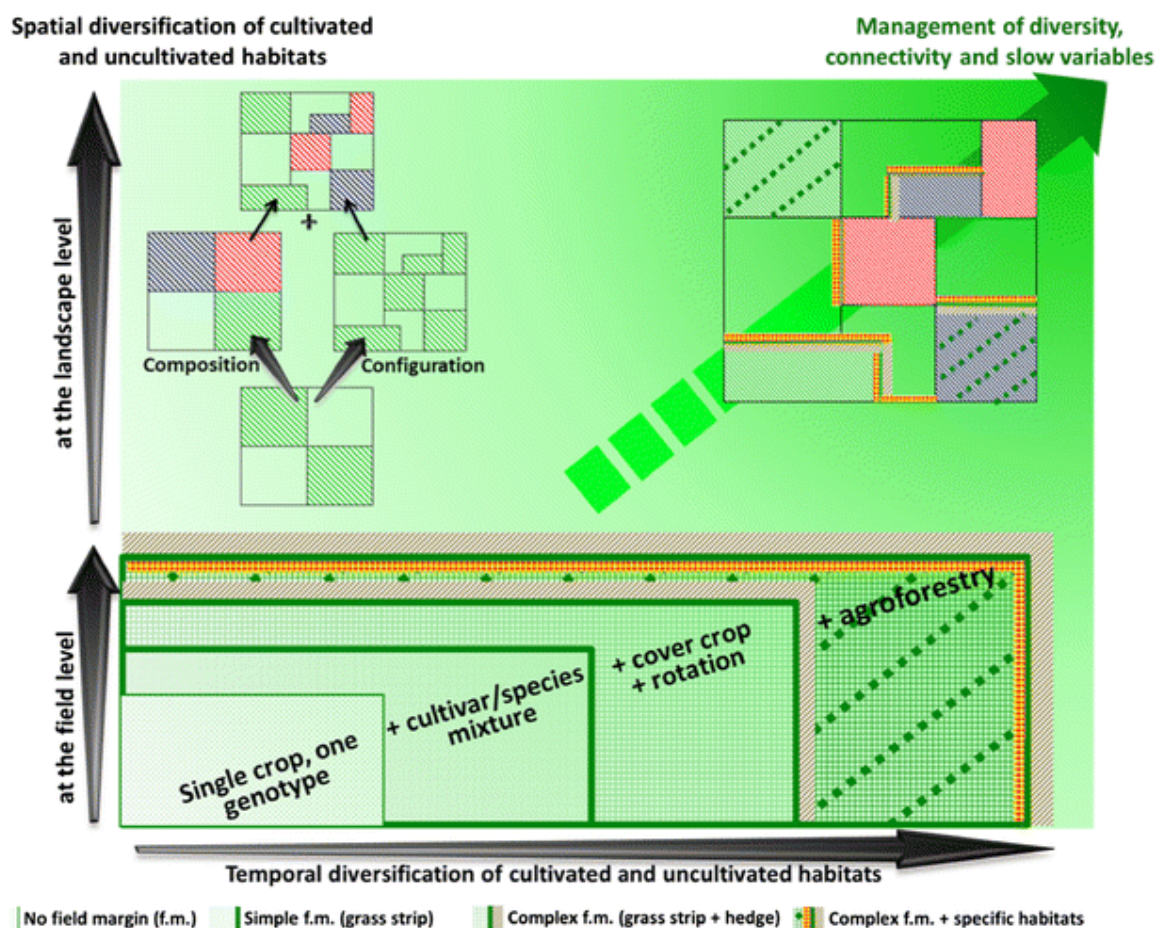 Spatial diversification of cultivated
and uncultivated habitats
Management of diversity,
connectivity and slow variables
at the landscape level
+
Composition
Configuration
at the field level
Single crop, one
genotype
+ cultivar/species
mixture
+ cover crop
+ rotation
+ agroforestry
Temporal diversification of cultivated and uncultivated habitats
No field margin (f.m.)
Simple f.m. (grass strip)
Complex f.m. (grass strip + hedge)
Complex f.m. + specific habitats